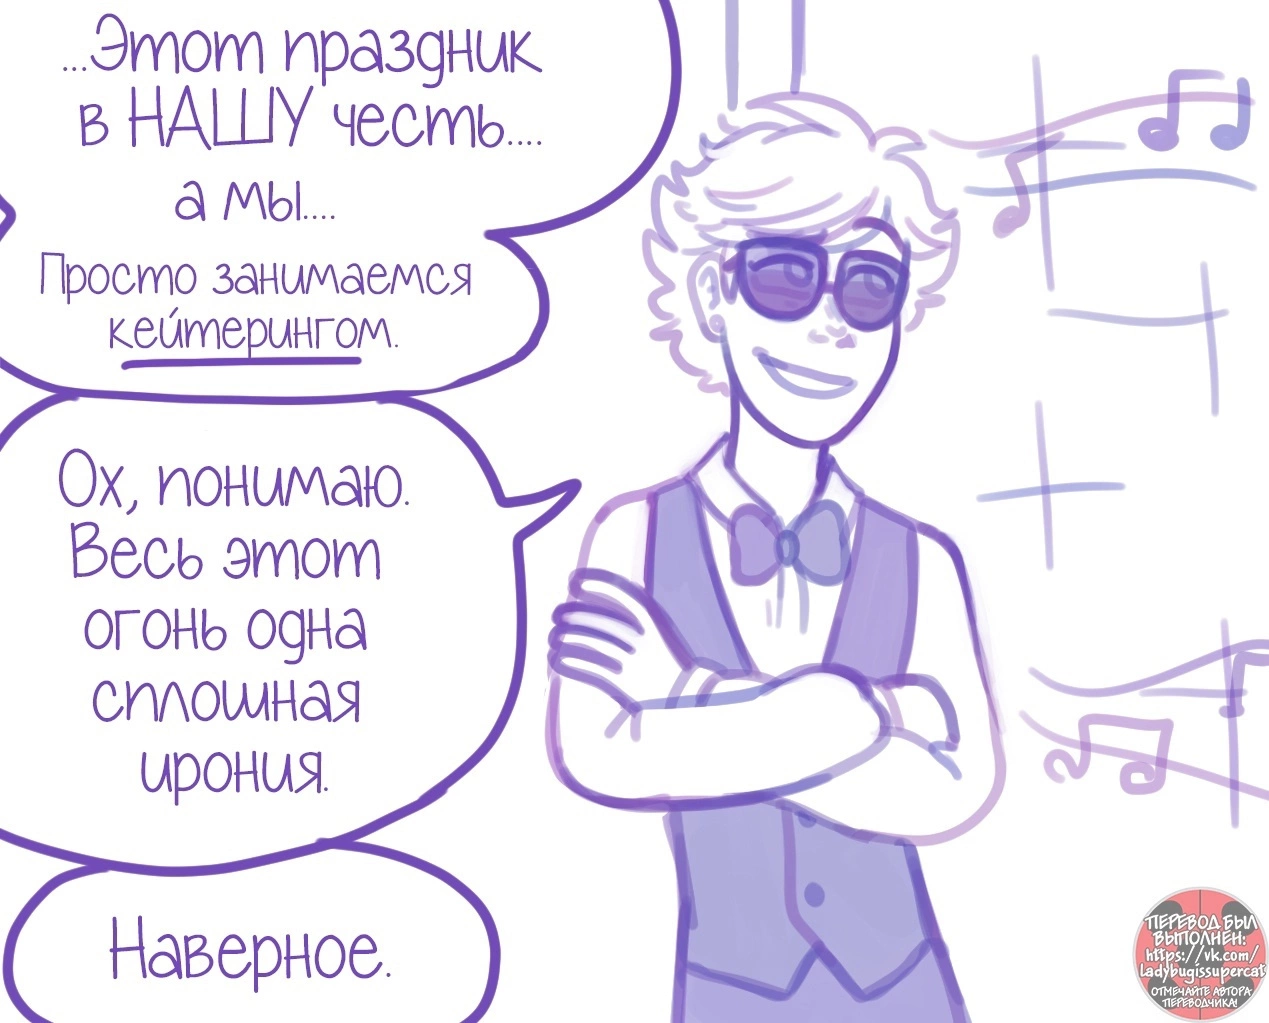 ...Этот праздник
в НАШУ честь....
а мы....
Просто занимаемся
кейтерингом.
Ох, понимаю.
Весь этот
огонь одна
сплошная
ирония.
Наверное.
ПЕРЕВОД БЫЛ
ВЫПОЛНЕН:
https://vk.com/
ladybugissupercat
ОТМЕЧАЙТЕ АВТОРА
ПЕРЕВОДЧИКА!